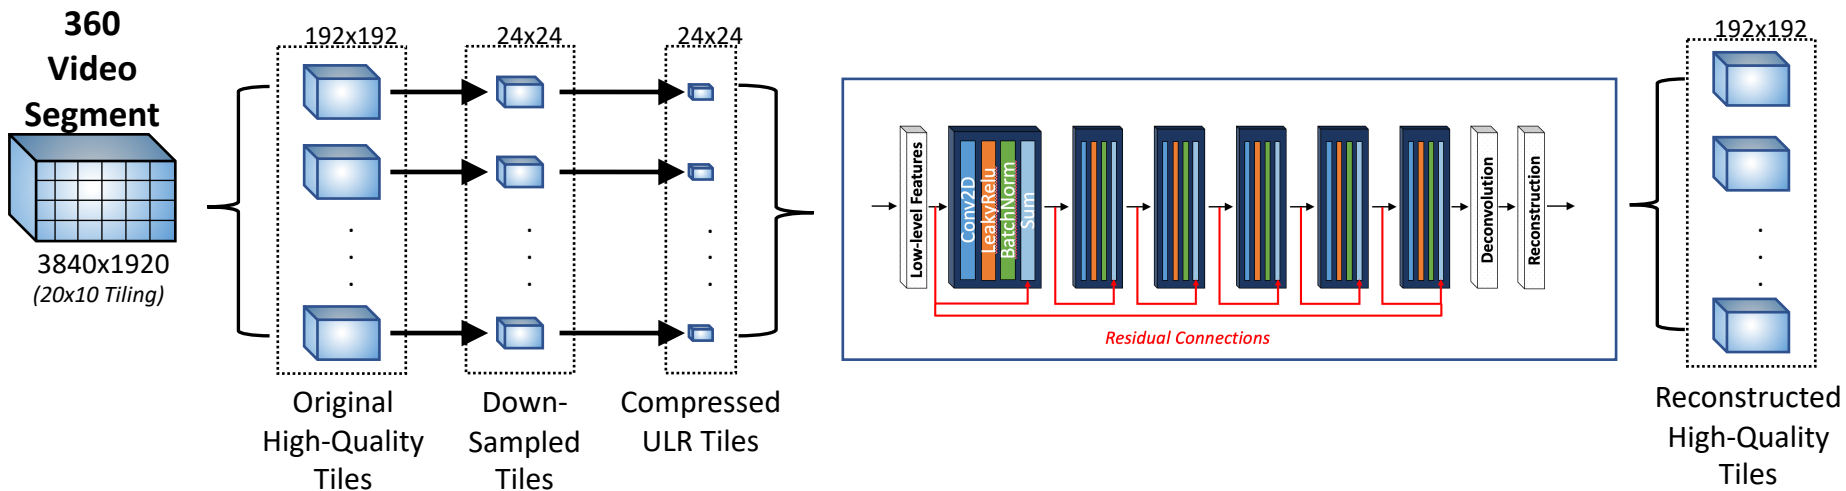 360
Video
Segment
3840x1920
(20x10 Tiling)
192x192
Original
High-Quality
Tiles
24x24
Down-
Sampled
Tiles
24x24
Compressed
ULR Tiles
Low-level Features
Conv2D
LeakyRelu
BatchNorm
Sum
Deconvolution
Reconstruction
Residual Connections
192x192
Reconstructed
High-Quality
Tiles